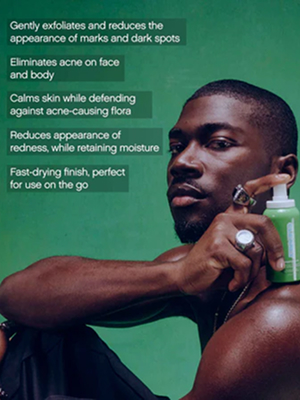 Gently exfoliates and reduces the
appearance of marks and dark spots
Eliminates acne on face
and body
Calms skin while defending
against acne-causing flora
Reduces appearance of
redness, while retaining moisture
Fast-drying finish, perfect
for use on the go